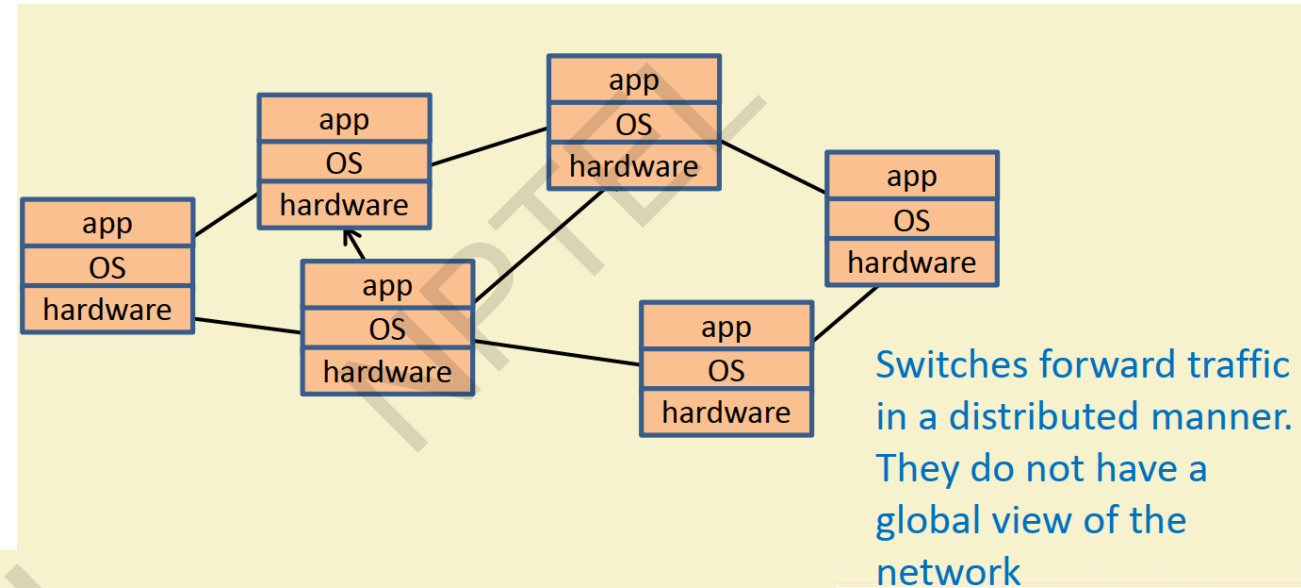 app
OS
hardware
app
OS
hardware
app
OS
hardware
app
OS
hardware
app
OS
hardware
app
OS
hardware
Switches forward traffic
in a distributed manner.
They do not have a
global view of the
network
NPTEL